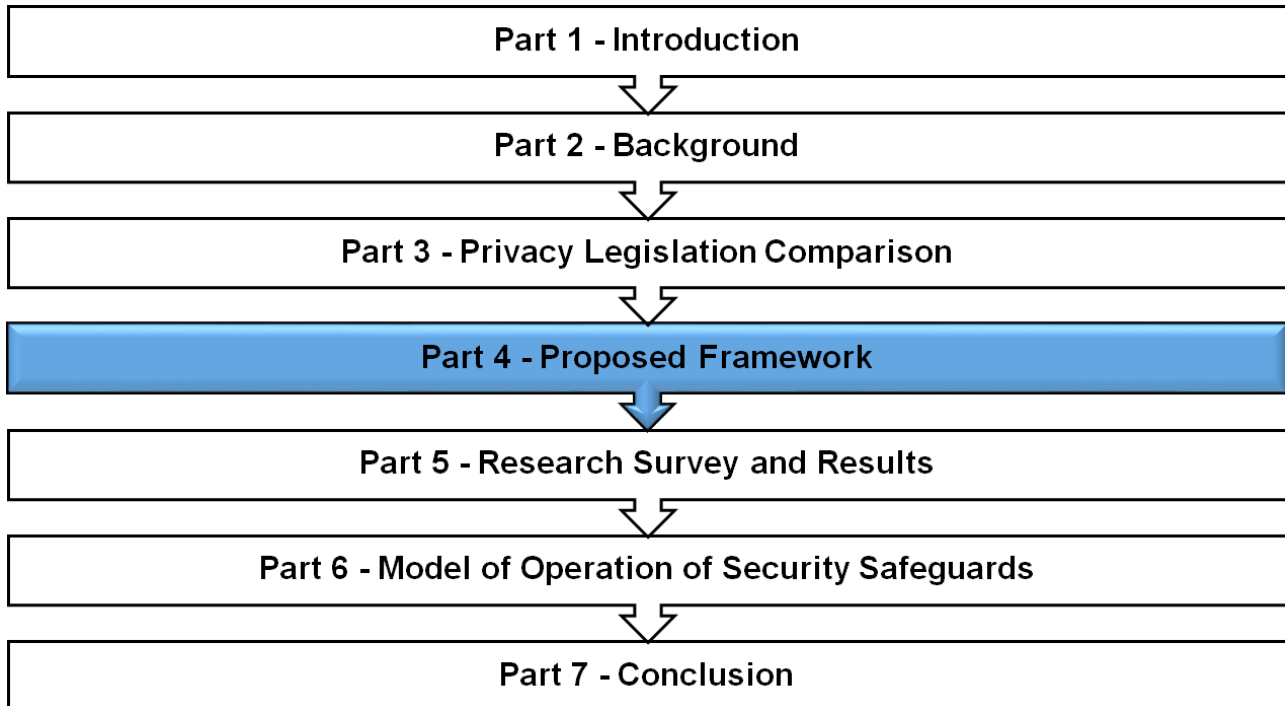 Part 1 - Introduction
Part 2 - Background
Part 3 - Privacy Legislation Comparison
Part 4 - Proposed Framework
Part 5 - Research Survey and Results
Part 6 - Model of Operation of Security Safeguards
Part 7 - Conclusion